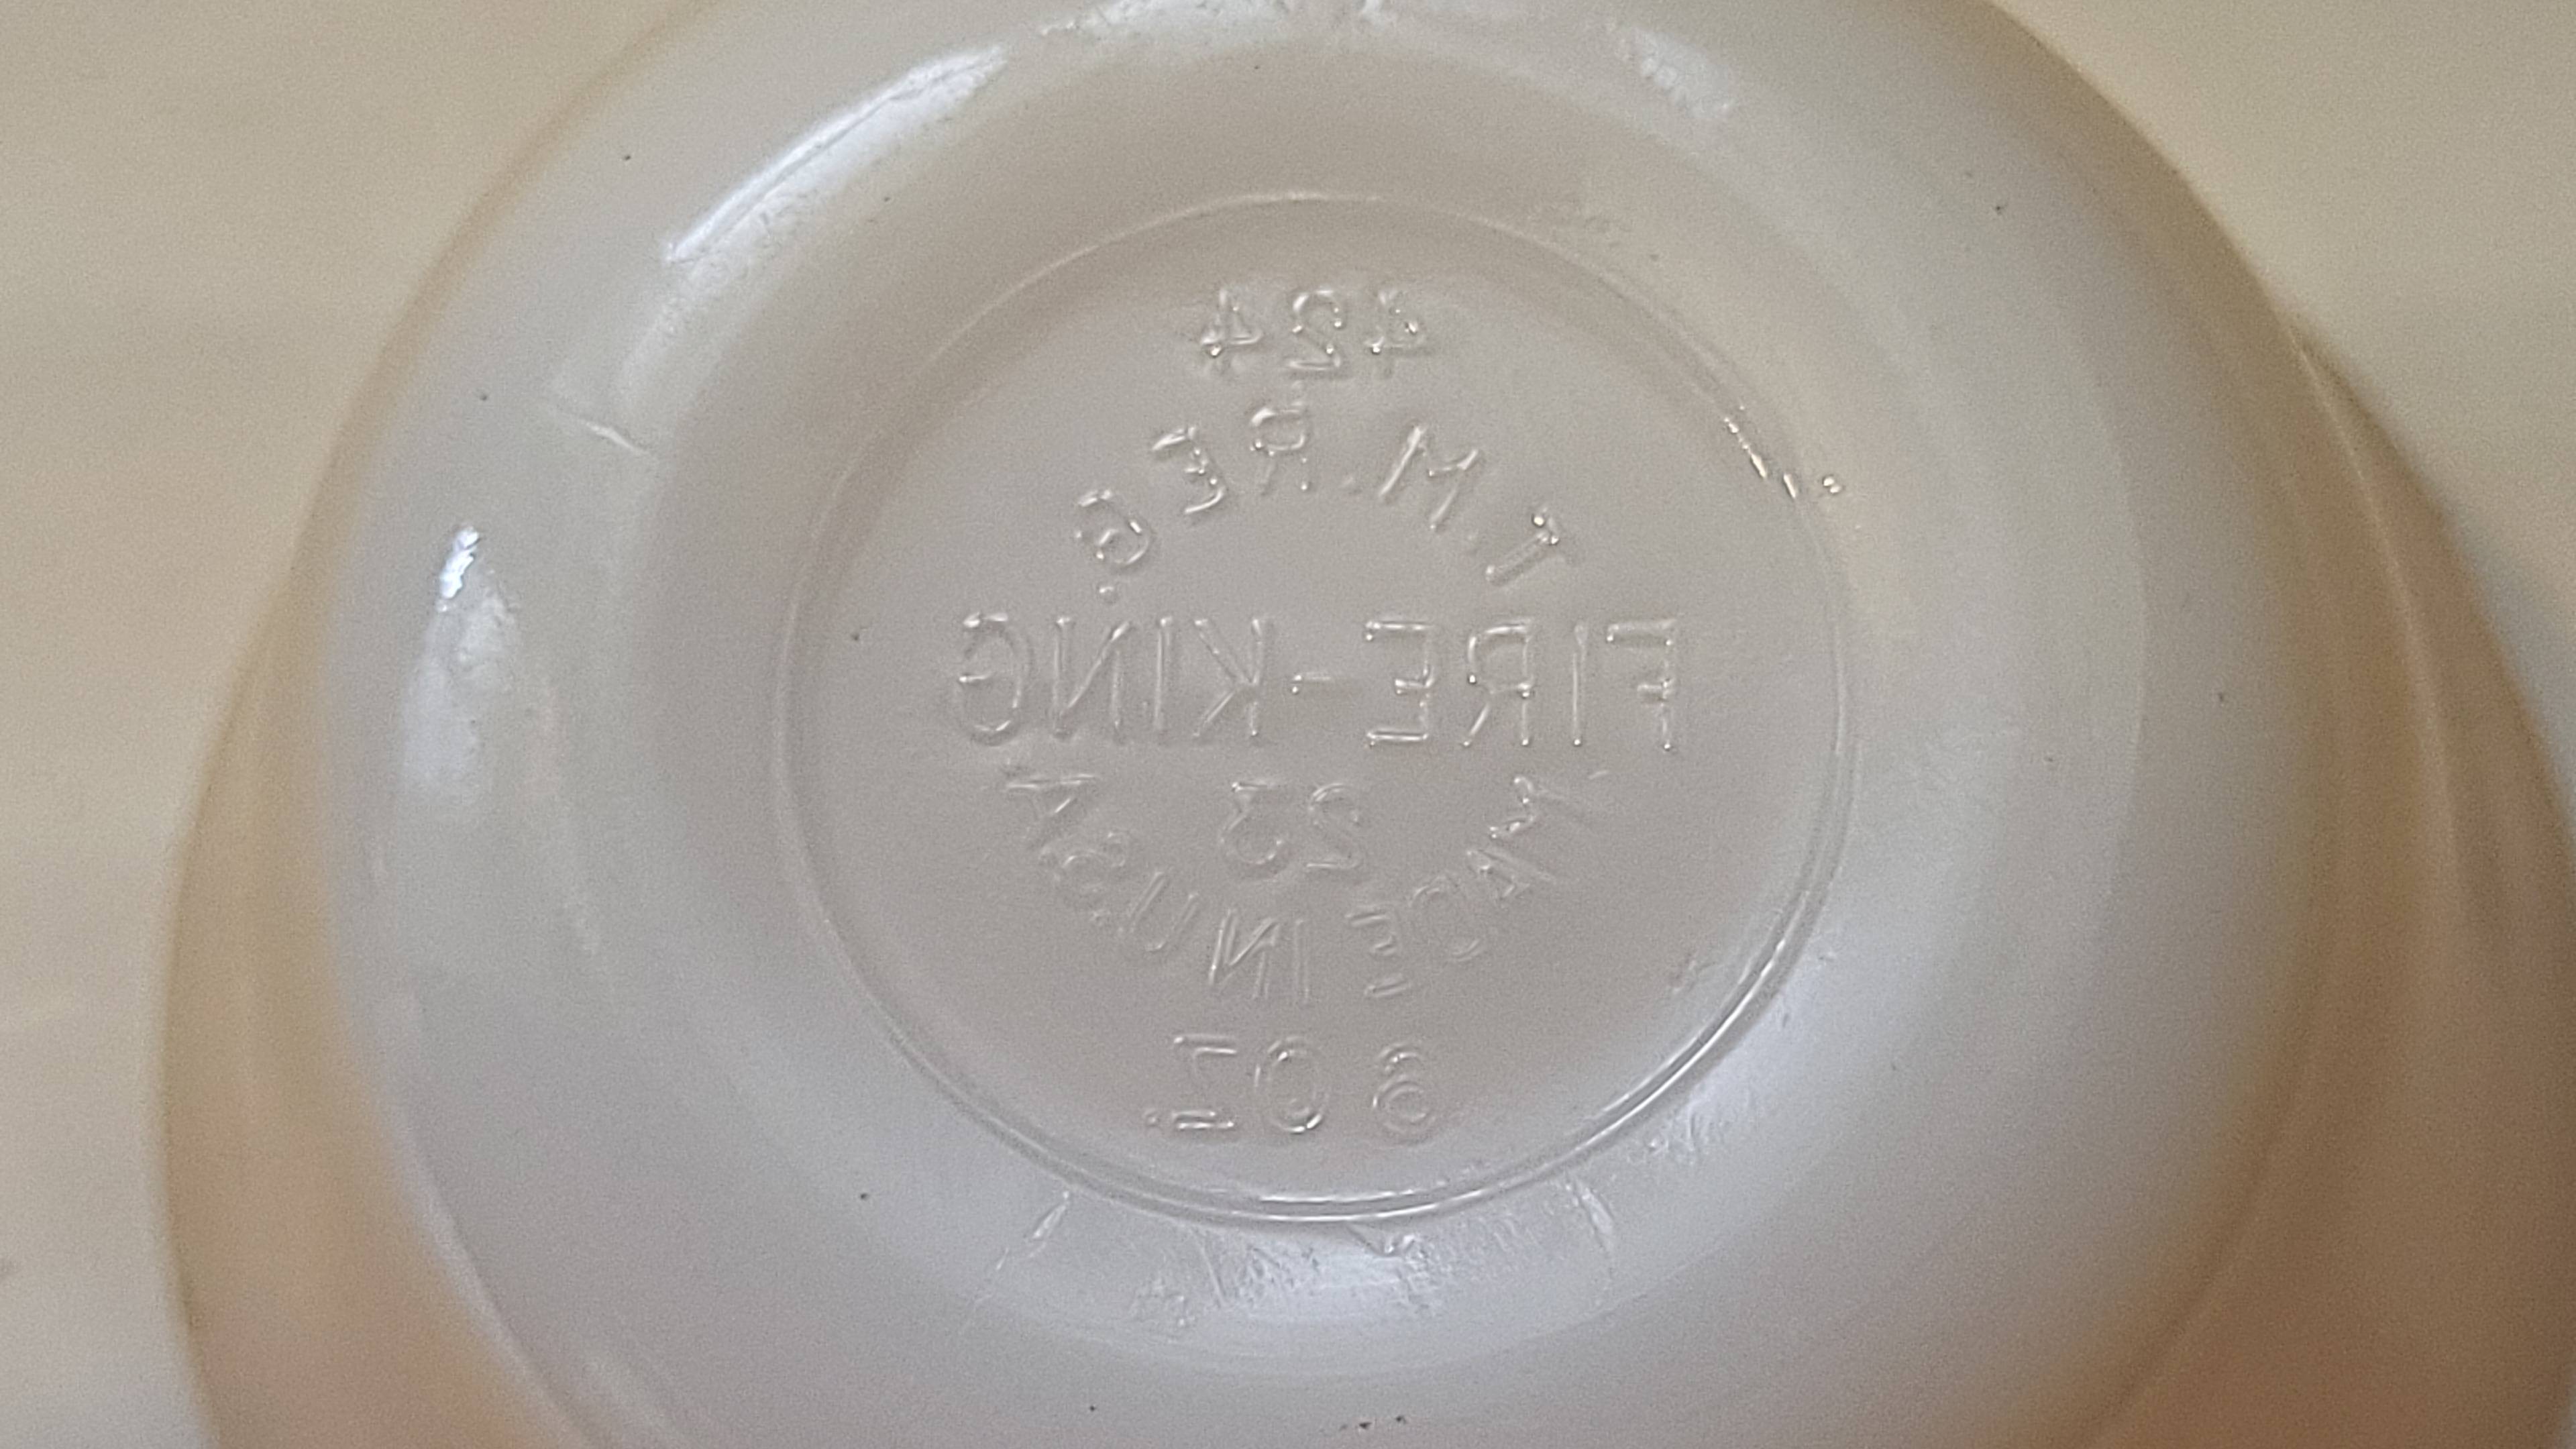 424
T.M.REG.
FIRE-KING
23
MADE IN U.S.A
6 OZ.